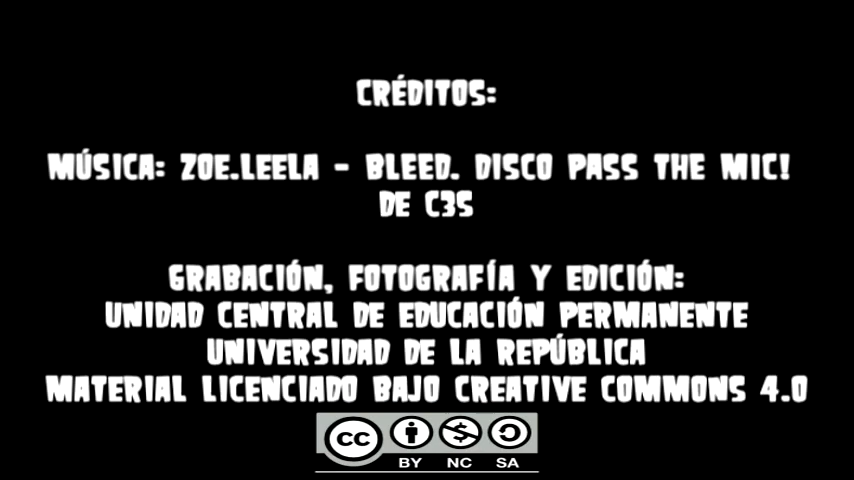 CRÉDITOS:
MÚSICA: ZOE.LEELA - BLEED. DISCO PASS THE MIC!
DE C3S
GRABACIÓN, FOTOGRAFÍA Y EDICIÓN:
UNIDAD CENTRAL DE EDUCACIÓN PERMANENTE
UNIVERSIDAD DE LA REPÚBLICA
MATERIAL LICENCIADO BAJO CREATIVE COMMONS 4.0
CC
BY NC SA